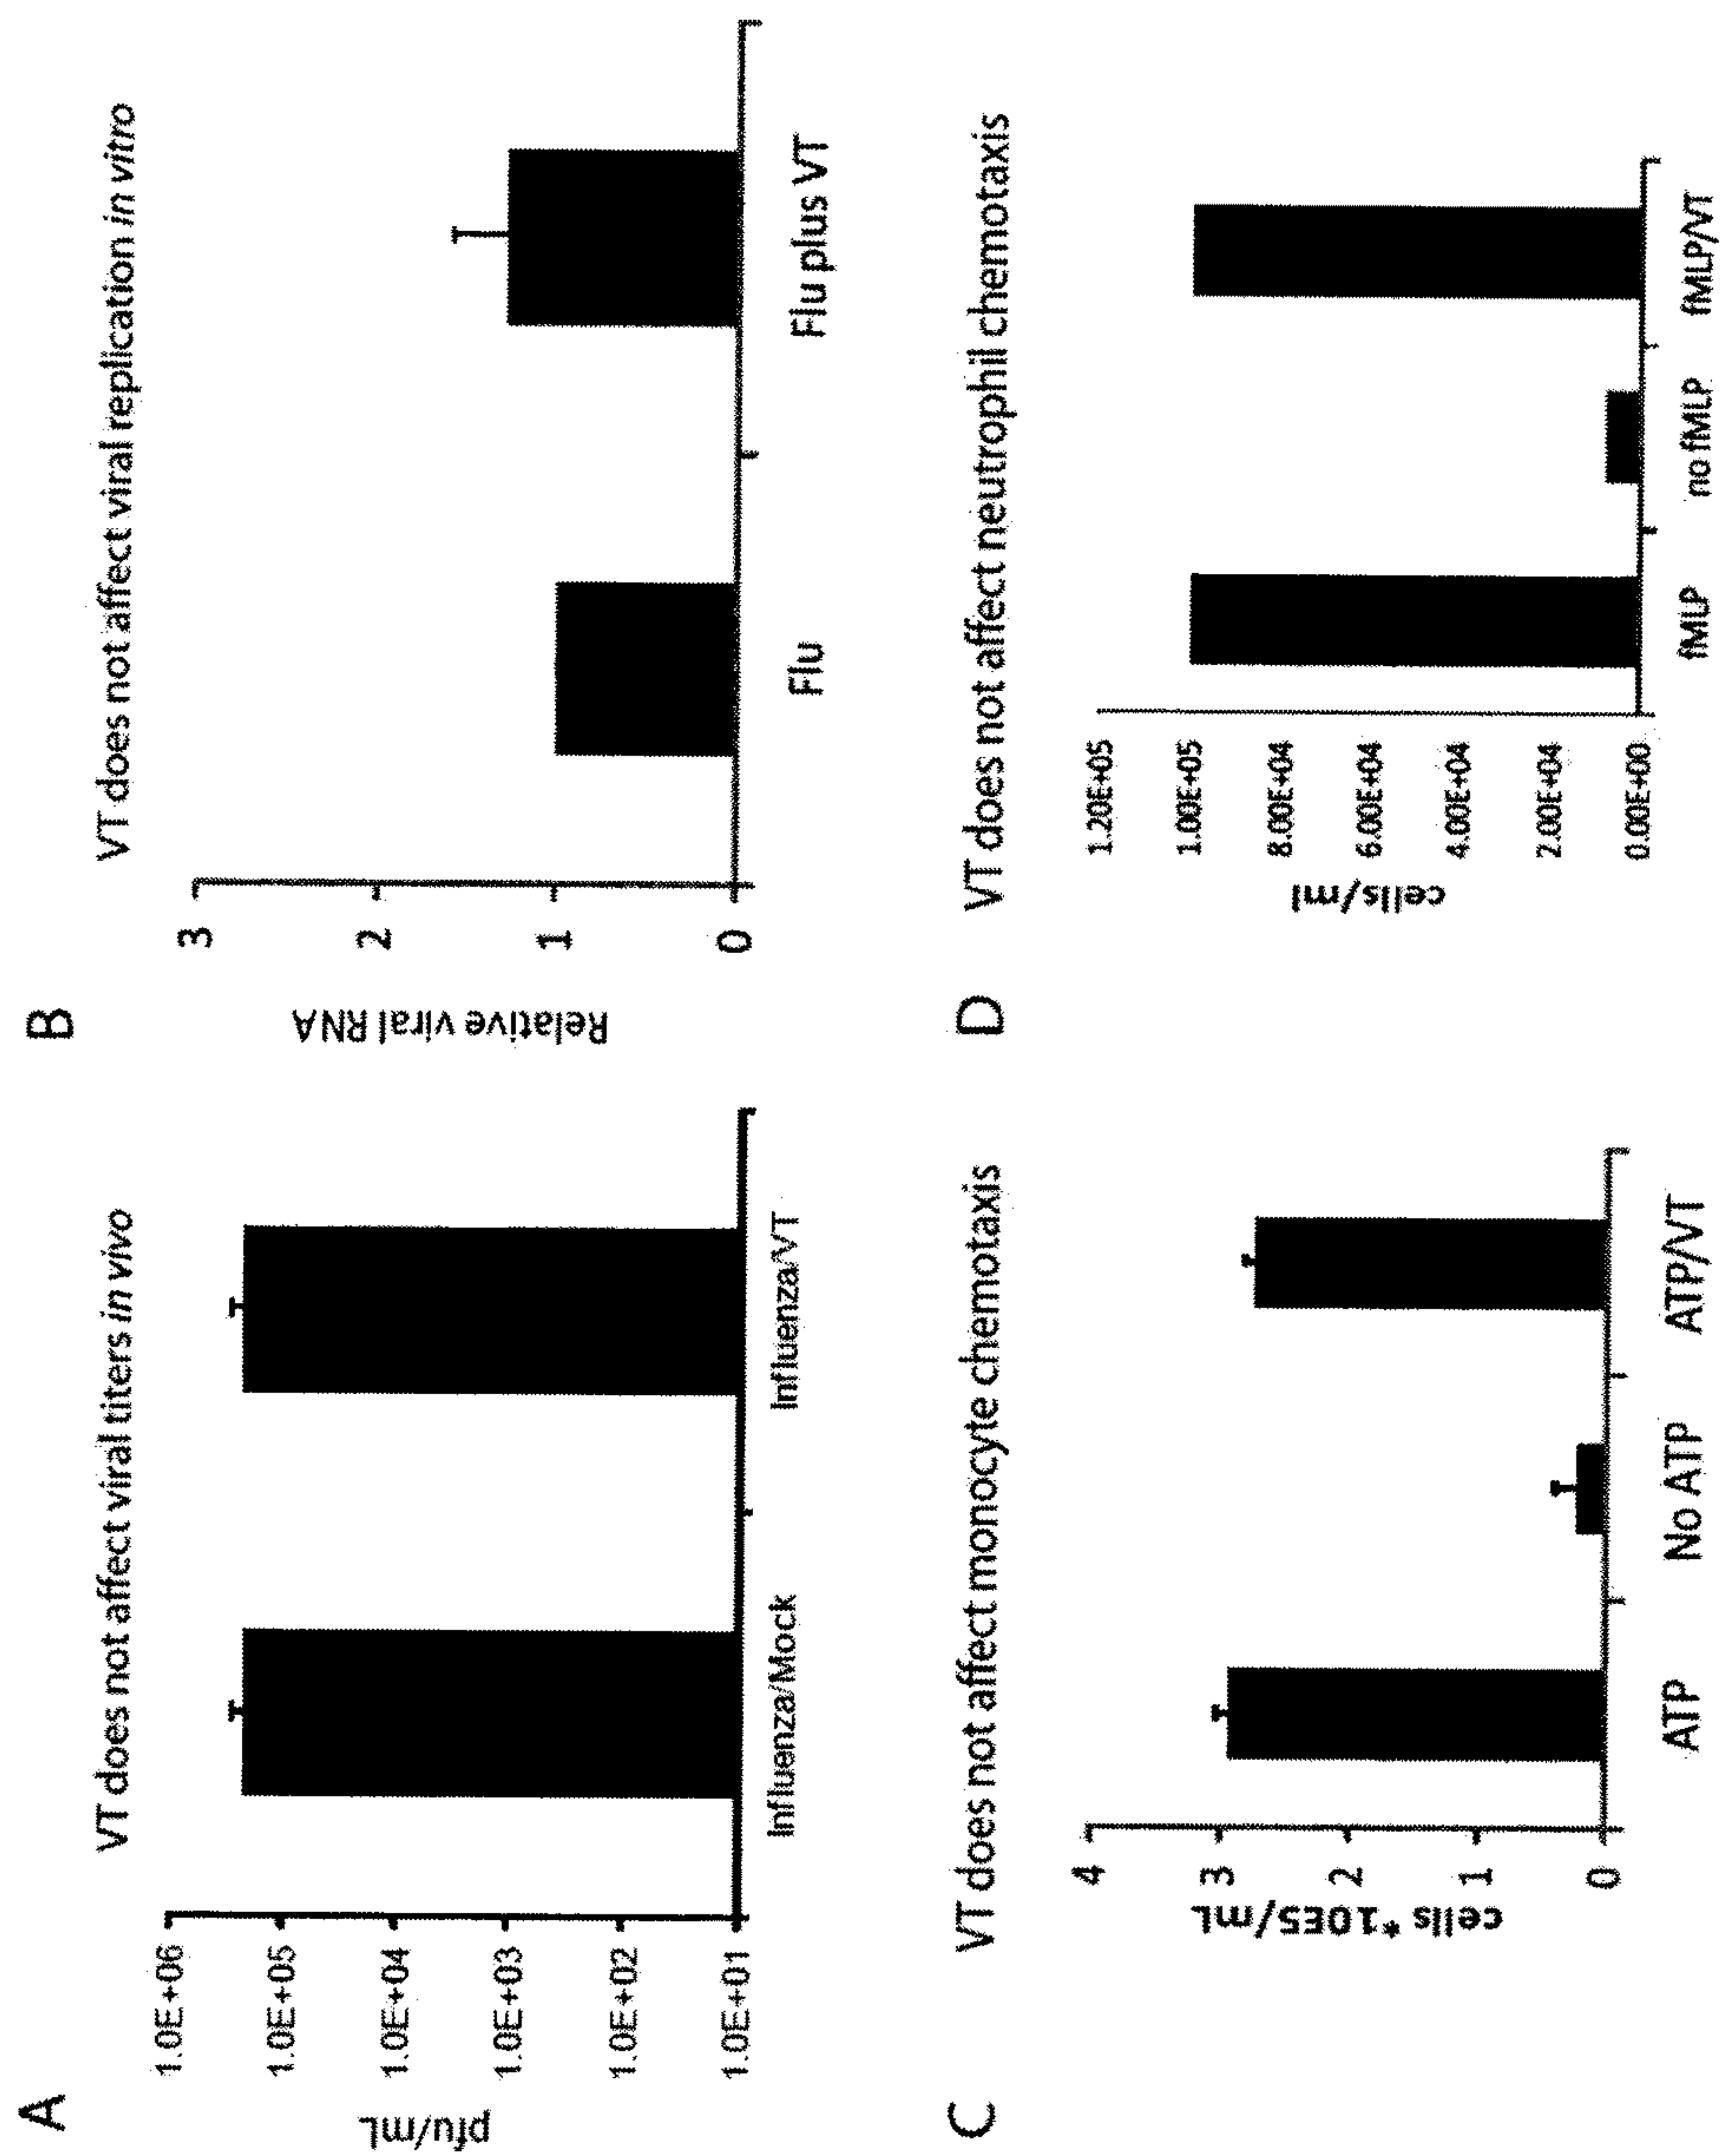 A
VT does not affect viral titers in vivo
pfu/mL
1.0E+06
1.0E+05
1.0E+04
1.0E+03
1.0E+02
1.0E+01
Influenza/Mock
Influenza/VT
B
VT does not affect viral replication in vitro
Relative viral RNA
3
2
1
0
Flu
Flu plus VT
C
VT does not affect monocyte chemotaxis
cells *10E5/mL
4
3
2
1
0
ATP
No ATP
ATP/VT
D
VT does not affect neutrophil chemotaxis
cells/ml
1.20E+05
1.00E+05
8.00E+04
6.00E+04
4.00E+04
2.00E+04
0.00E+00
fMLP
no fMLP
fMLP/VT